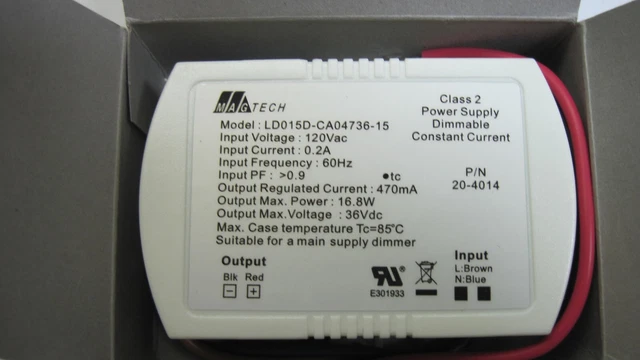 MAGTECH
Class 2
Power Supply
Dimmable
Constant Current
Model : LD015D-CA04736-15
Input Voltage : 120Vac
Input Current : 0.2A
Input Frequency : 60Hz
Input PF : >0.9
tc
P/N
20-4014
Output Regulated Current : 470mA
Output Max. Power : 16.8W
Output Max.Voltage : 36Vdc
Max. Case temperature Tc=85°C
Suitable for a main supply dimmer
Output
Blk Red
- +
RU
E301933
Input
L:Brown
N:Blue